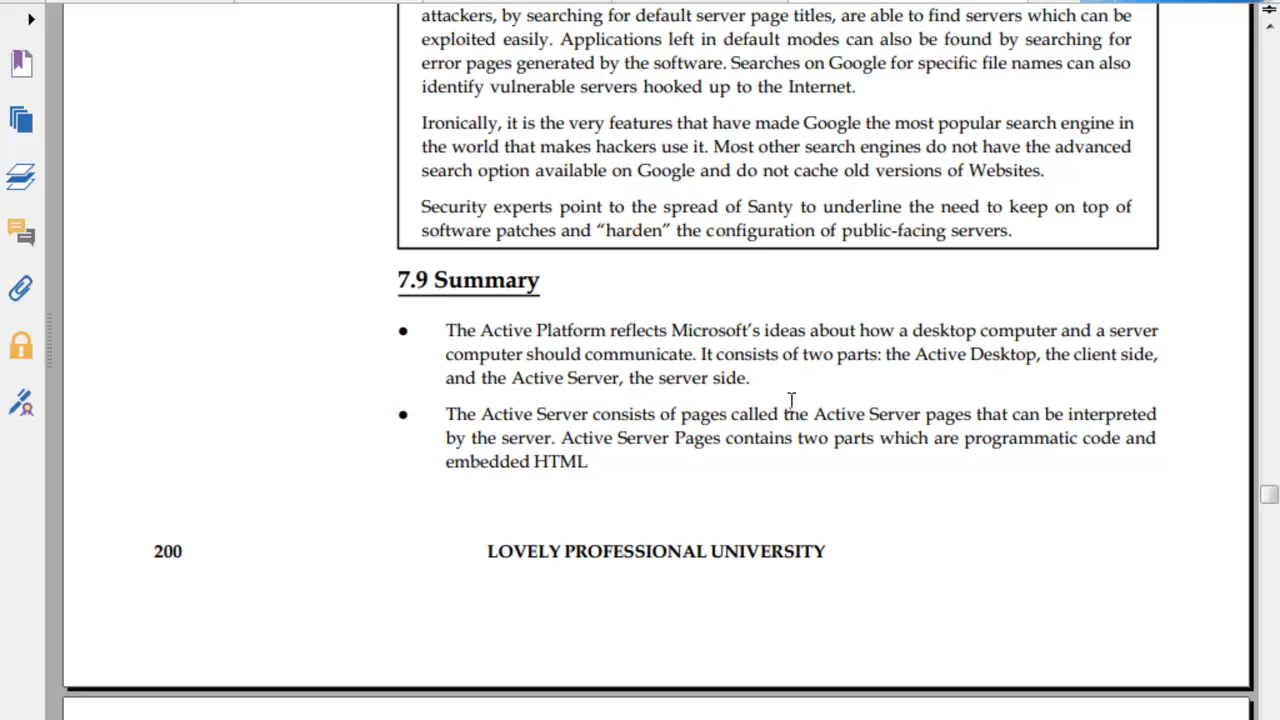 attackers, by searching for default server page titles, are able to find servers which can be
exploited easily. Applications left in default modes can also be found by searching for
error pages generated by the software. Searches on Google for specific file names can also
identify vulnerable servers hooked up to the Internet.
Ironically, it is the very features that have made Google the most popular search engine in
the world that makes hackers use it. Most other search engines do not have the advanced
search option available on Google and do not cache old versions of Websites.
Security experts point to the spread of Santy to underline the need to keep on top of
software patches and “harden” the configuration of public-facing servers.
7.9 Summary
● The Active Platform reflects Microsoft’s ideas about how a desktop computer and a server
computer should communicate. It consists of two parts: the Active Desktop, the client side,
and the Active Server, the server side.
● The Active Server consists of pages called the Active Server pages that can be interpreted
by the server. Active Server Pages contains two parts which are programmatic code and
embedded HTML
200 LOVELY PROFESSIONAL UNIVERSITY